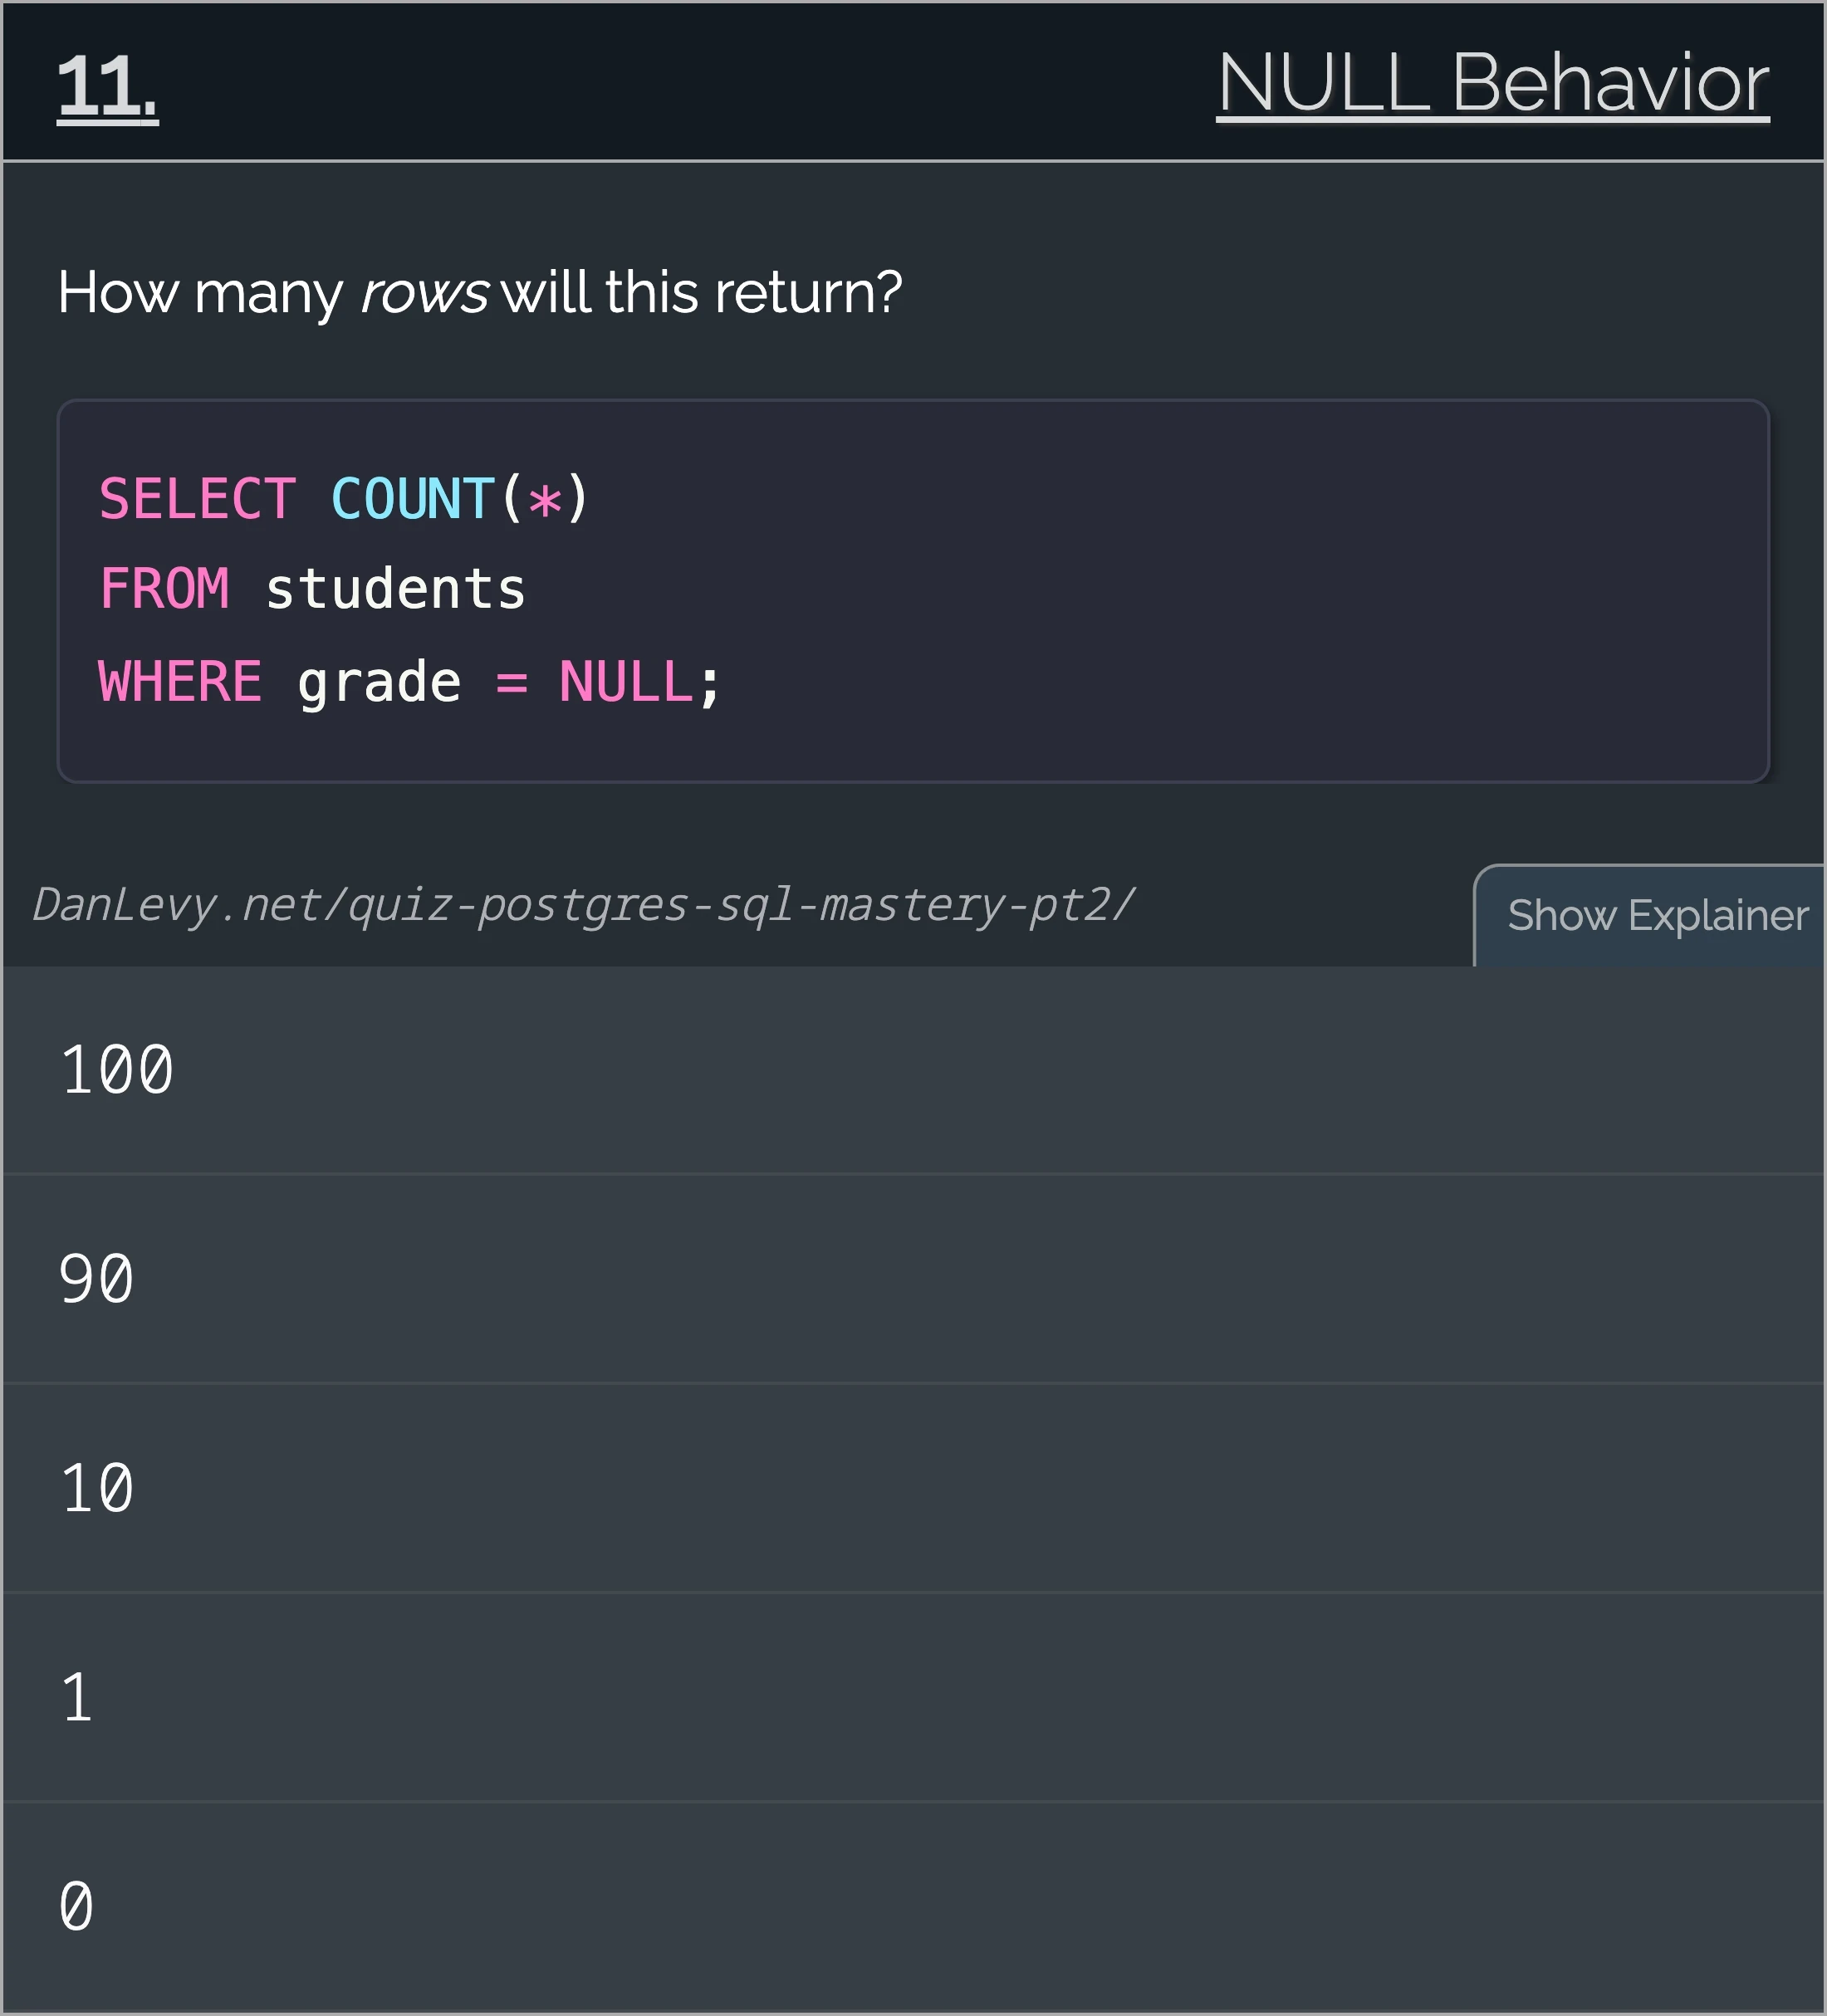 11.
NULL Behavior
How many rows will this return?
SELECT COUNT(*)
FROM students
WHERE grade = NULL;
DanLevy.net/quiz-postgres-sql-mastery-pt2/
Show Explainer
100
90
10
1
0